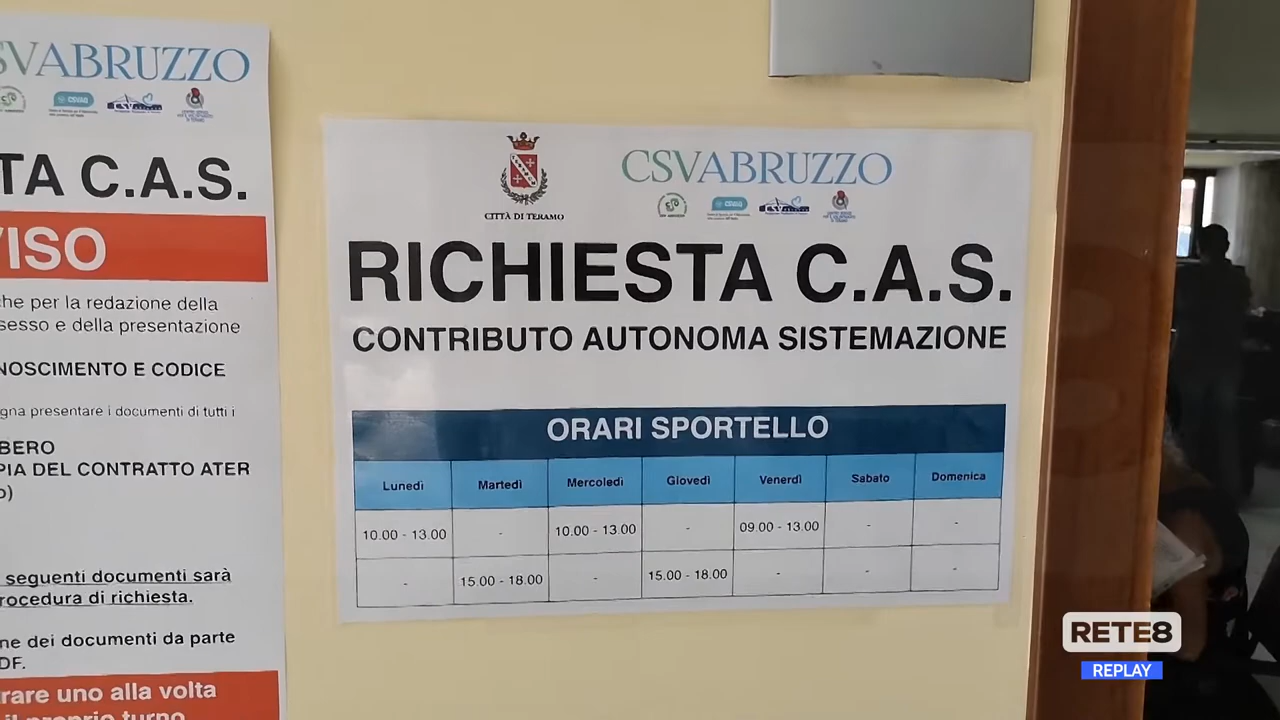 SVABRUZZO
CSVAQ
TA C.A.S.
VISO
che per la redazione della
sesso e della presentazione
NOSCIMENTO E CODICE
gna presentare i documenti di tutti i
BERO
PIA DEL CONTRATTO ATER
o)
seguenti documenti sarà
rocedura di richiesta.
ne dei documenti da parte
DF.
rare uno alla volta
il proprio turno
CITTÀ DI TERAMO
CSVABRUZZO
RICHIESTA C.A.S.
CONTRIBUTO AUTONOMA SISTEMAZIONE
ORARI SPORTELLO
Lunedì Martedì Mercoledì Giovedì Venerdì Sabato Domenica
10.00 - 13.00 - 10.00 - 13.00 - 09.00 - 13.00 - -
- 15.00 - 18.00 - 15.00 - 18.00 - - -
RETE8
REPLAY